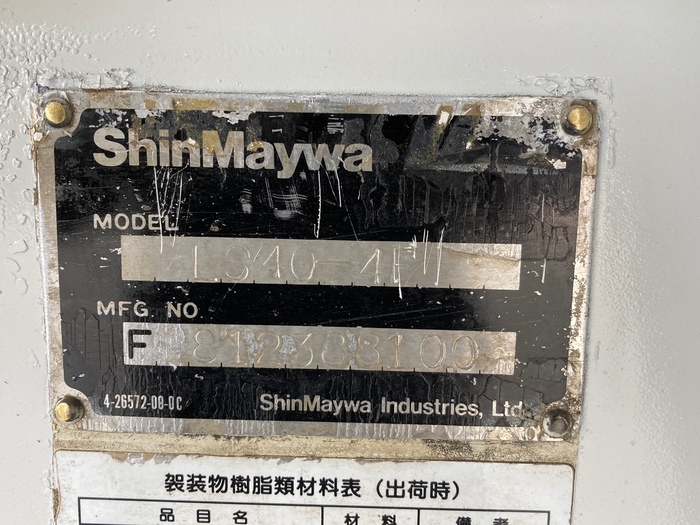 ShinMaywa
MODEL
LS40-4F
MFG NO
F 812388100
4-26572-00-0C
ShinMaywa Industries, Ltd
架装物樹脂類材料表（出荷時）
品目名 材料 備考